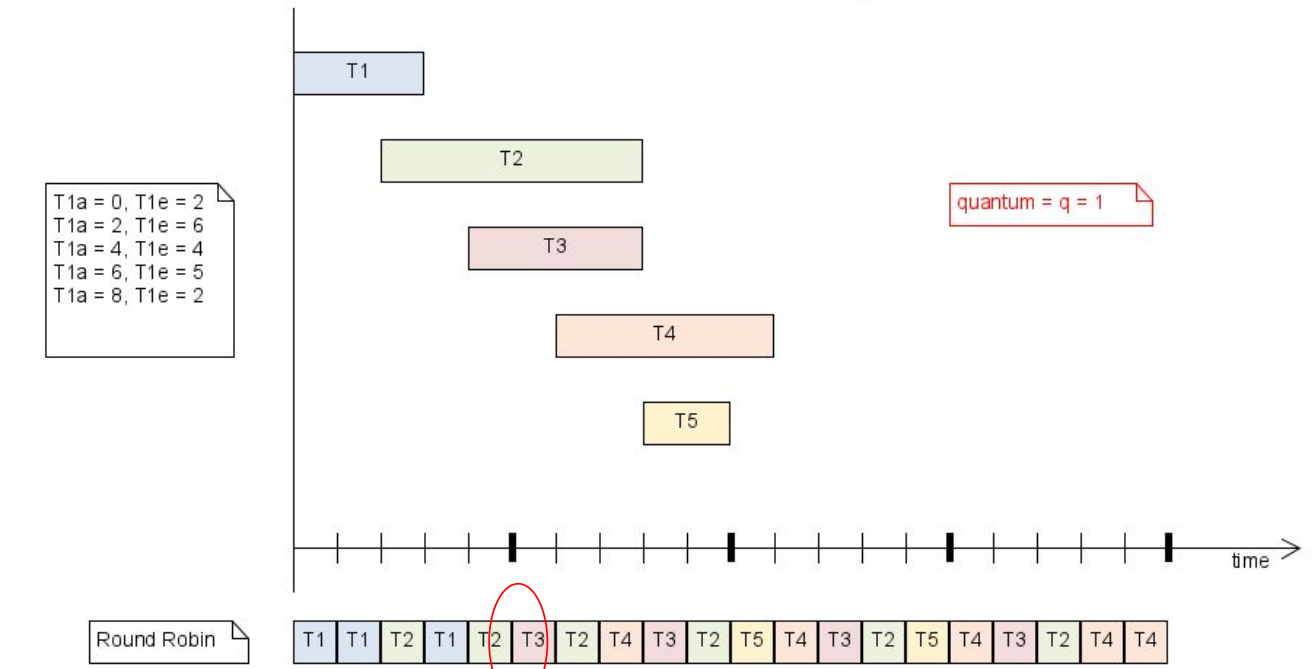 T1
T2
T1a = 0, T1e = 2
T1a = 2, T1e = 6
T1a = 4, T1e = 4
T1a = 6, T1e = 5
T1a = 8, T1e = 2
quantum = q = 1
T3
T4
T5
time
Round Robin
T1 T1 T2 T1 T2 T3 T2 T4 T3 T2 T5 T4 T3 T2 T5 T4 T3 T2 T4 T4